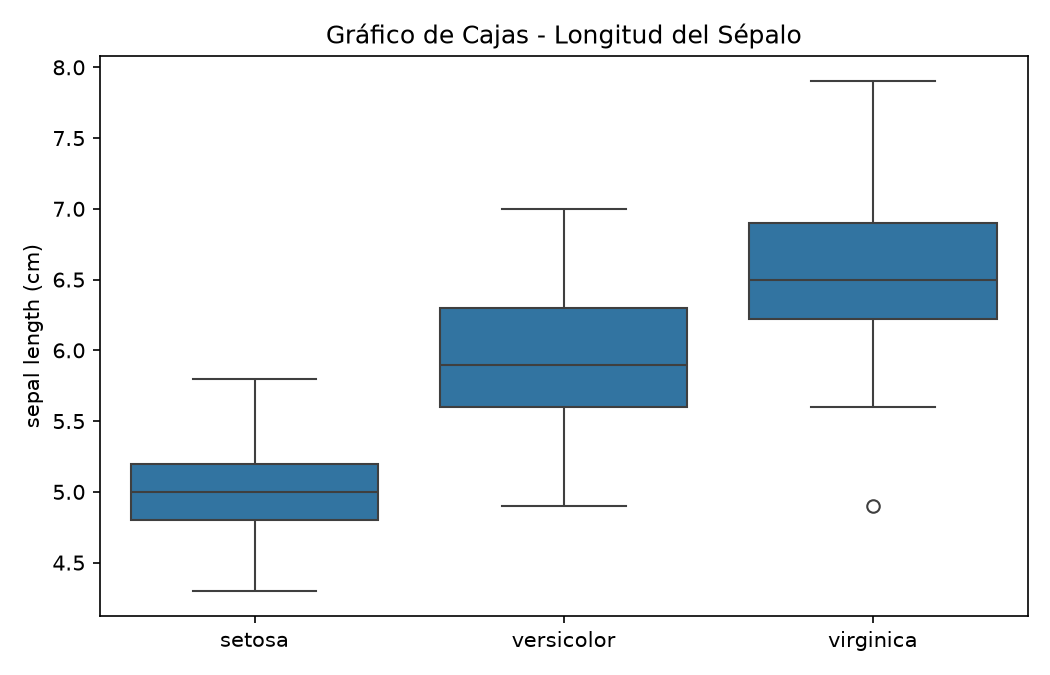 Gráfico de Cajas - Longitud del Sépalo
sepal length (cm)
8.0
7.5
7.0
6.5
6.0
5.5
5.0
4.5
setosa versicolor virginica